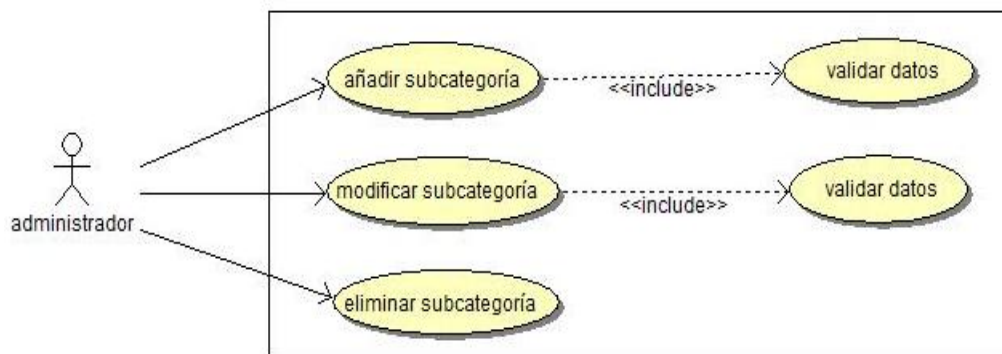 añadir subcategoría
<<include>>
validar datos
administrador
modificar subcategoría
<<include>>
validar datos
eliminar subcategoría